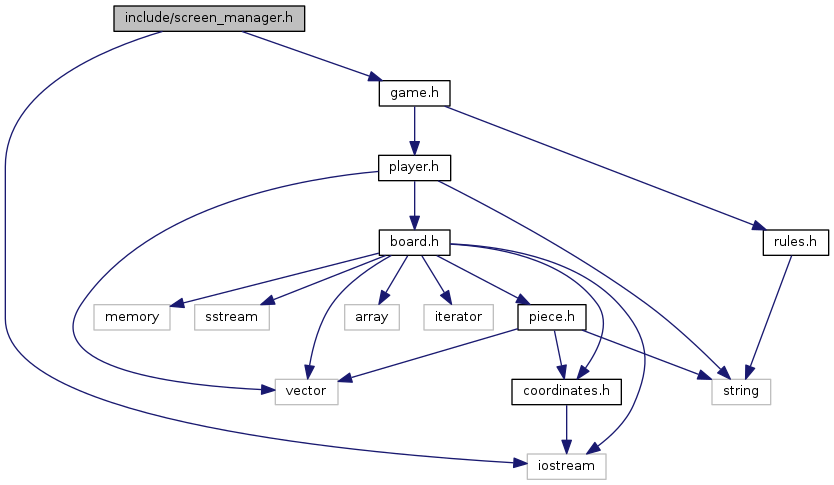 include/screen_manager.h
game.h
player.h
board.h
rules.h
memory
sstream
array
iterator
piece.h
vector
coordinates.h
string
iostream